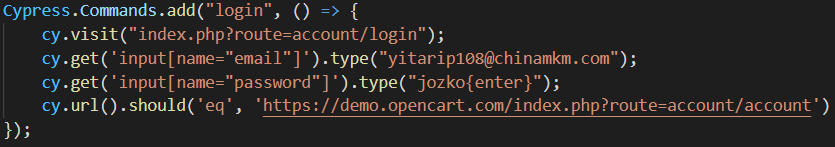 Cypress.Commands.add("login", () => {
cy.visit("index.php?route=account/login");
cy.get('input[name="email"]').type("yitarip108@chinamkm.com");
cy.get('input[name="password"]').type("jozko{enter}");
cy.url().should('eq', 'https://demo.opencart.com/index.php?route=account/account')
});